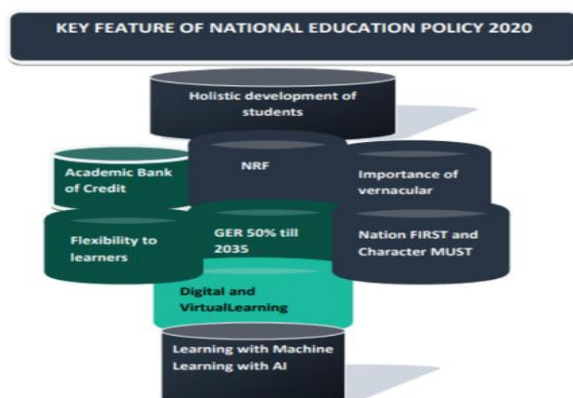 KEY FEATURE OF NATIONAL EDUCATION POLICY 2020
Holistic development of
students
Academic Bank
of Credit
NRF
Importance of
vernacular
Flexibility to
learners
GER 50% till
2035
Nation FIRST and
Character MUST
Digital and
VirtualLearning
Learning with Machine
Learning with AI